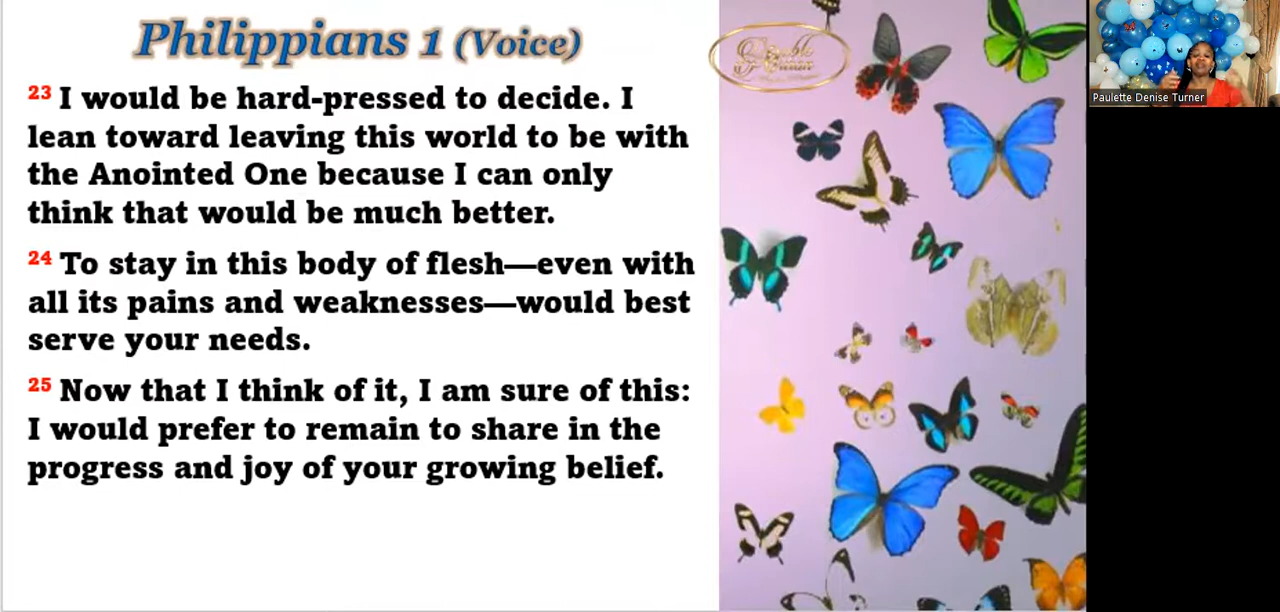 Philippians 1 (Voice)
23 I would be hard-pressed to decide. I
lean toward leaving this world to be with
the Anointed One because I can only
think that would be much better.
24 To stay in this body of flesh—even with
all its pains and weaknesses—would best
serve your needs.
25 Now that I think of it, I am sure of this:
I would prefer to remain to share in the
progress and joy of your growing belief.
Paulette Denise Turner